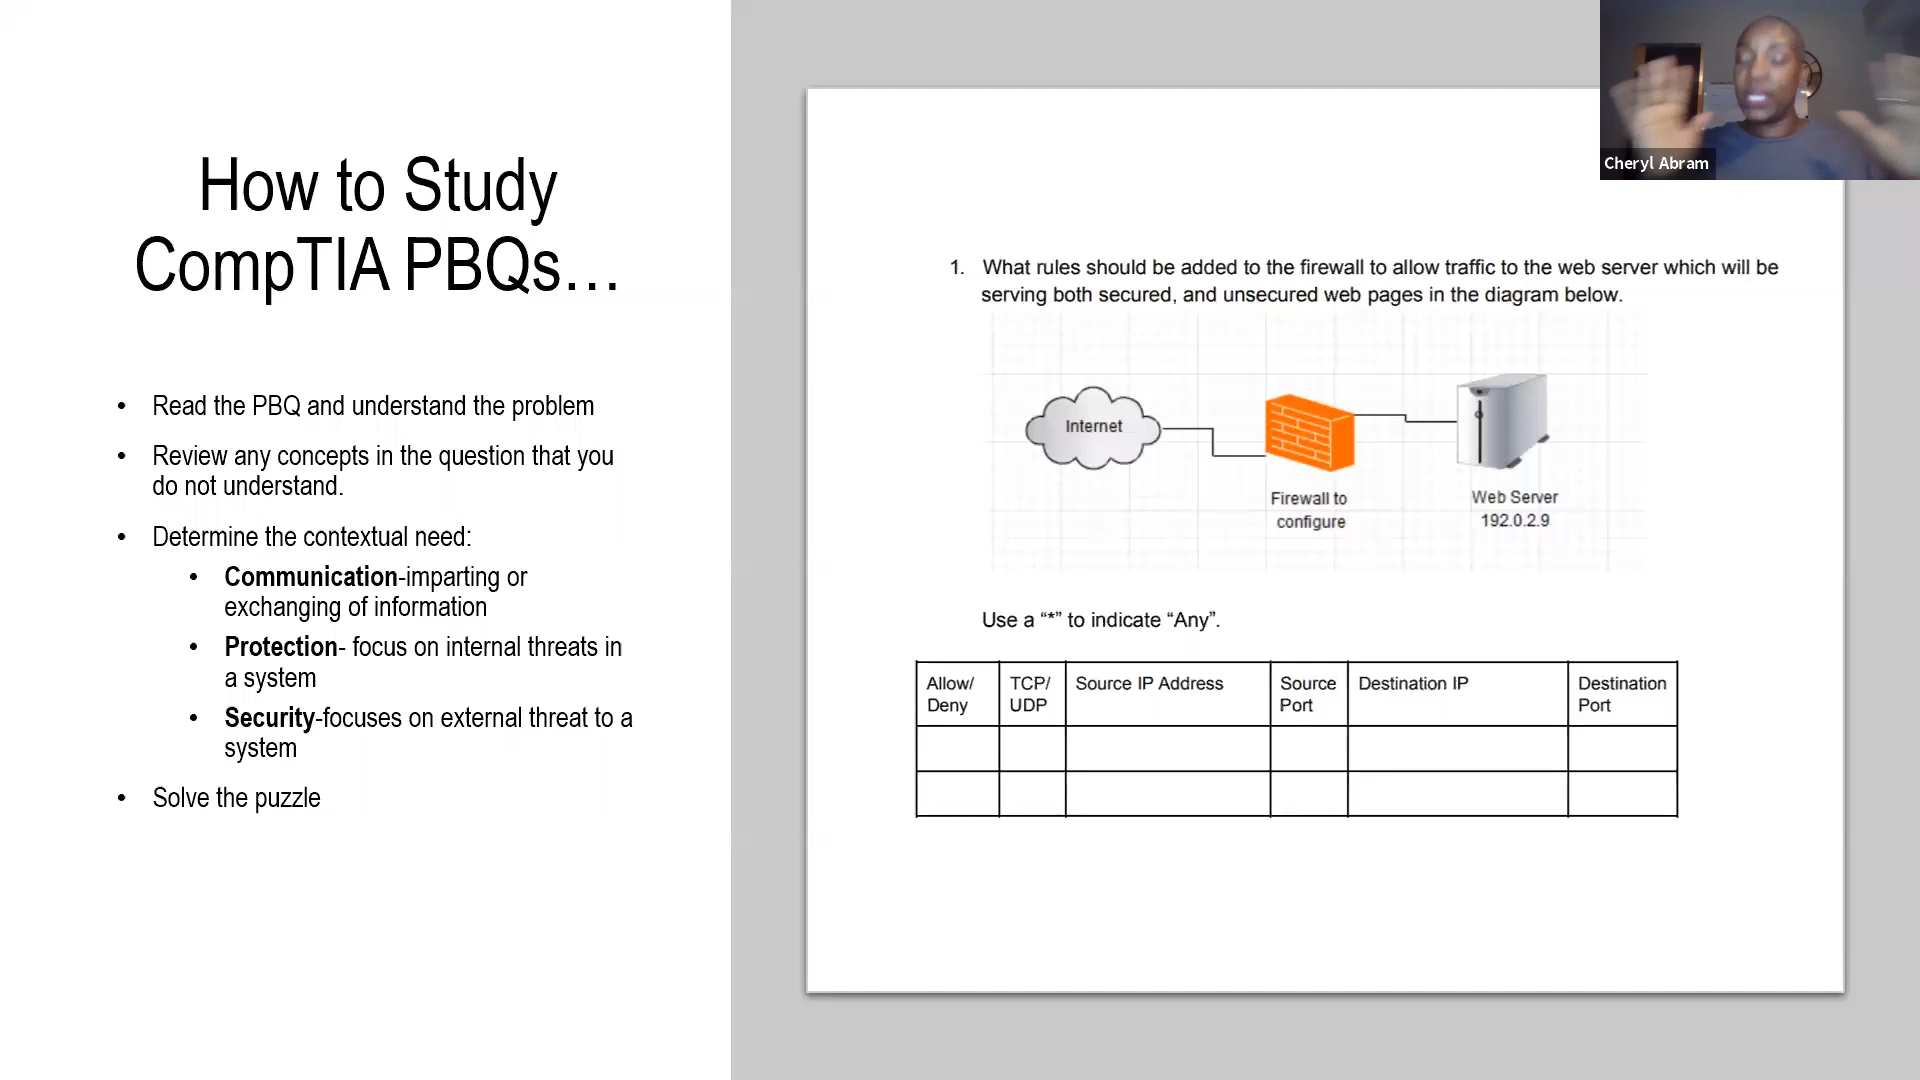 How to Study
CompTIA PBQs…
• Read the PBQ and understand the problem
• Review any concepts in the question that you
do not understand.
• Determine the contextual need:
• Communication-imparting or
exchanging of information
• Protection- focus on internal threats in
a system
• Security-focuses on external threat to a
system
• Solve the puzzle
Cheryl Abram
1. What rules should be added to the firewall to allow traffic to the web server which will be
serving both secured, and unsecured web pages in the diagram below.
Internet
Firewall to
configure
Web Server
192.0.2.9
Use a “*” to indicate “Any”.
Allow/
Deny
TCP/
UDP
Source IP Address
Source
Port
Destination IP
Destination
Port